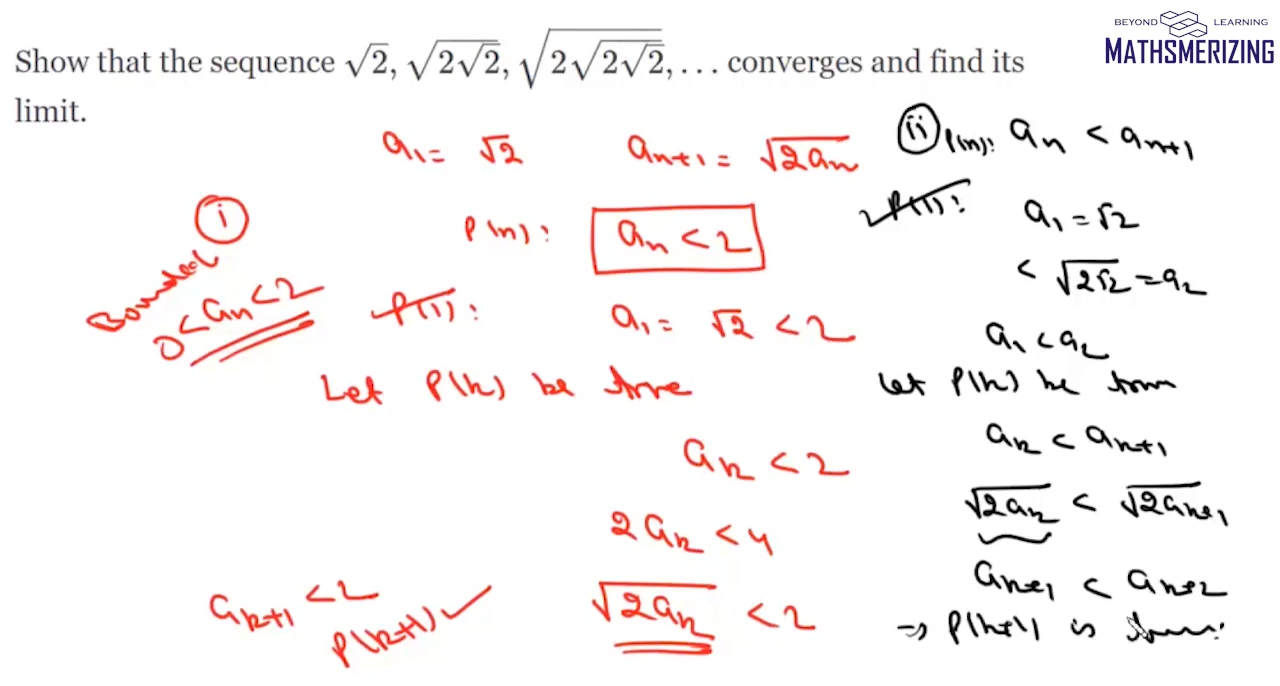 BEYOND LEARNING
MATHSMERIZING
Show that the sequence √2, √(2√2), √(2√(2√2)), ... converges and find its
limit.
a₁ = √2 aₙ₊₁ = √(2aₙ)
(i)
Bounded
0 < aₙ < 2
P(n): aₙ < 2
P(1): a₁ = √2 < 2
Let P(k) be true
aₖ < 2
2aₖ < 4
√(2aₖ) < 2
aₖ₊₁ < 2
P(k+1) ✓
(ii) P(n): aₙ < aₙ₊₁
P(1): a₁ = √2
< √(2√2) = a₂
a₁ < a₂
Let P(k) be true
aₖ < aₖ₊₁
√(2aₖ) < √(2aₖ₊₁)
aₖ₊₁ < aₖ₊₂
⇒ P(k+1) is true.